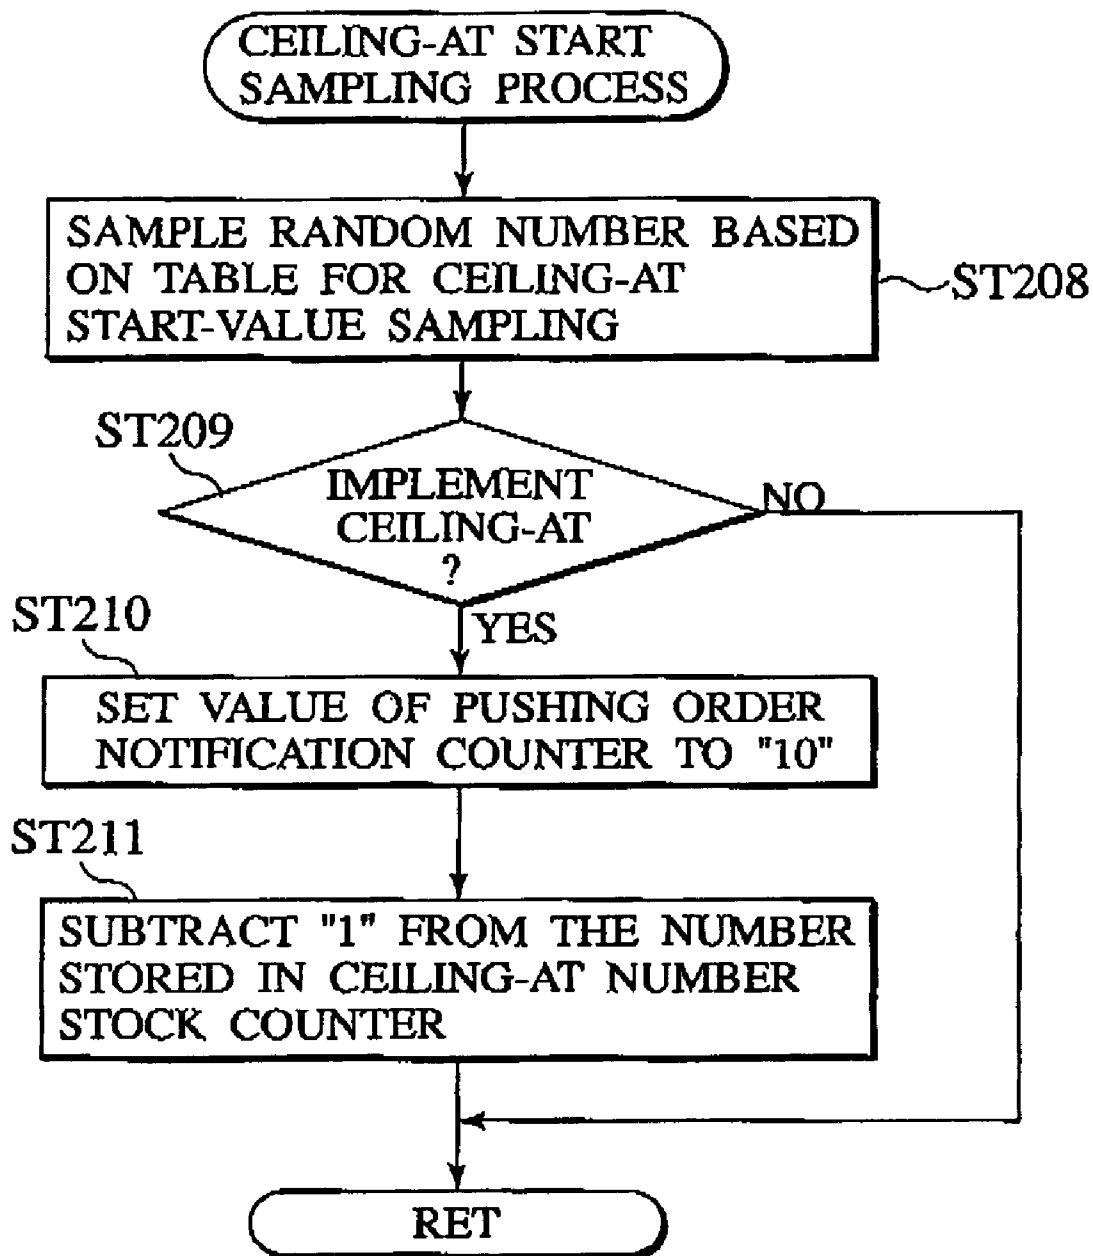 CEILING-AT START
SAMPLING PROCESS
SAMPLE RANDOM NUMBER BASED
ON TABLE FOR CEILING-AT
START-VALUE SAMPLING
ST208
ST209
IMPLEMENT
CEILING-AT
?
NO
YES
ST210
SET VALUE OF PUSHING ORDER
NOTIFICATION COUNTER TO "10"
ST211
SUBTRACT "1" FROM THE NUMBER
STORED IN CEILING-AT NUMBER
STOCK COUNTER
RET